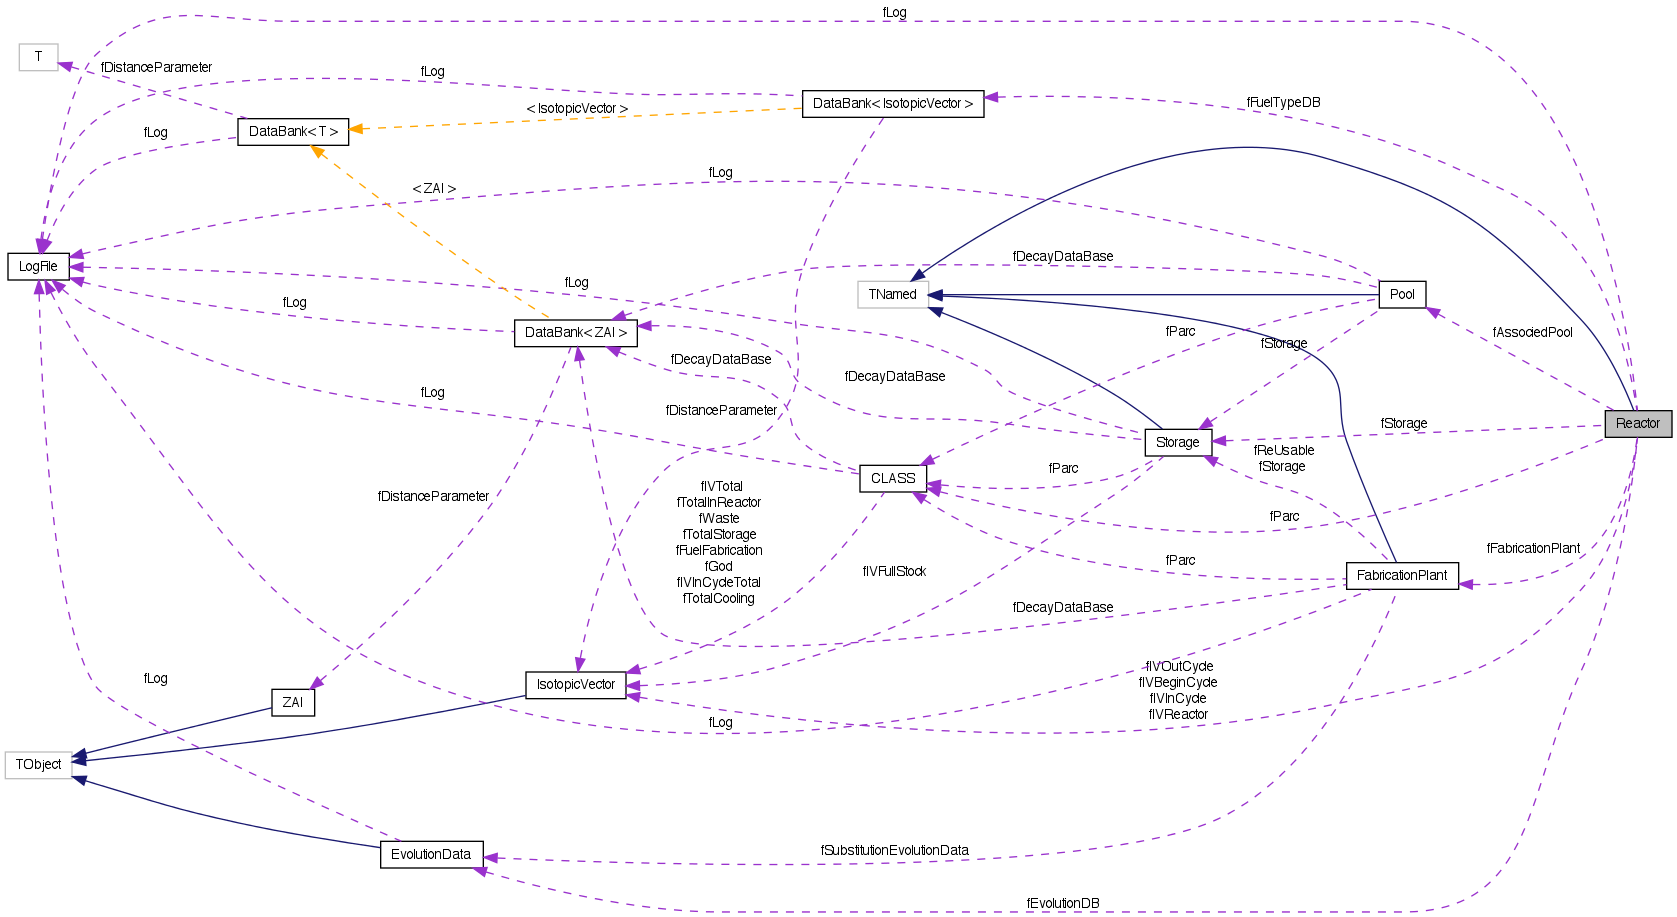 fLog
T
fDistanceParameter
fLog
DataBank< IsotopicVector >
fFuelTypeDB
< IsotopicVector >
DataBank< T >
fLog
fLog
< ZAI >
fDecayDataBase
LogFile
fLog
TNamed
Pool
fLog
DataBank< ZAI >
fParc
fStorage
fAssociedPool
fDecayDataBase
fDecayDataBase
fLog
fDistanceParameter
fStorage
Reactor
Storage
fReUsable
fStorage
fParc
CLASS
fDistanceParameter
fIVTotal
fTotalInReactor
fWaste
fTotalStorage
fFuelFabrication
fGod
fIVInCycleTotal
fTotalCooling
fParc
fFabricationPlant
fParc
fIVFullStock
FabricationPlant
fDecayDataBase
fLog
IsotopicVector
ZAI
fIVOutCycle
fIVBeginCycle
fIVInCycle
fIVReactor
fLog
TObject
EvolutionData
fSubstitutionEvolutionData
fEvolutionDB